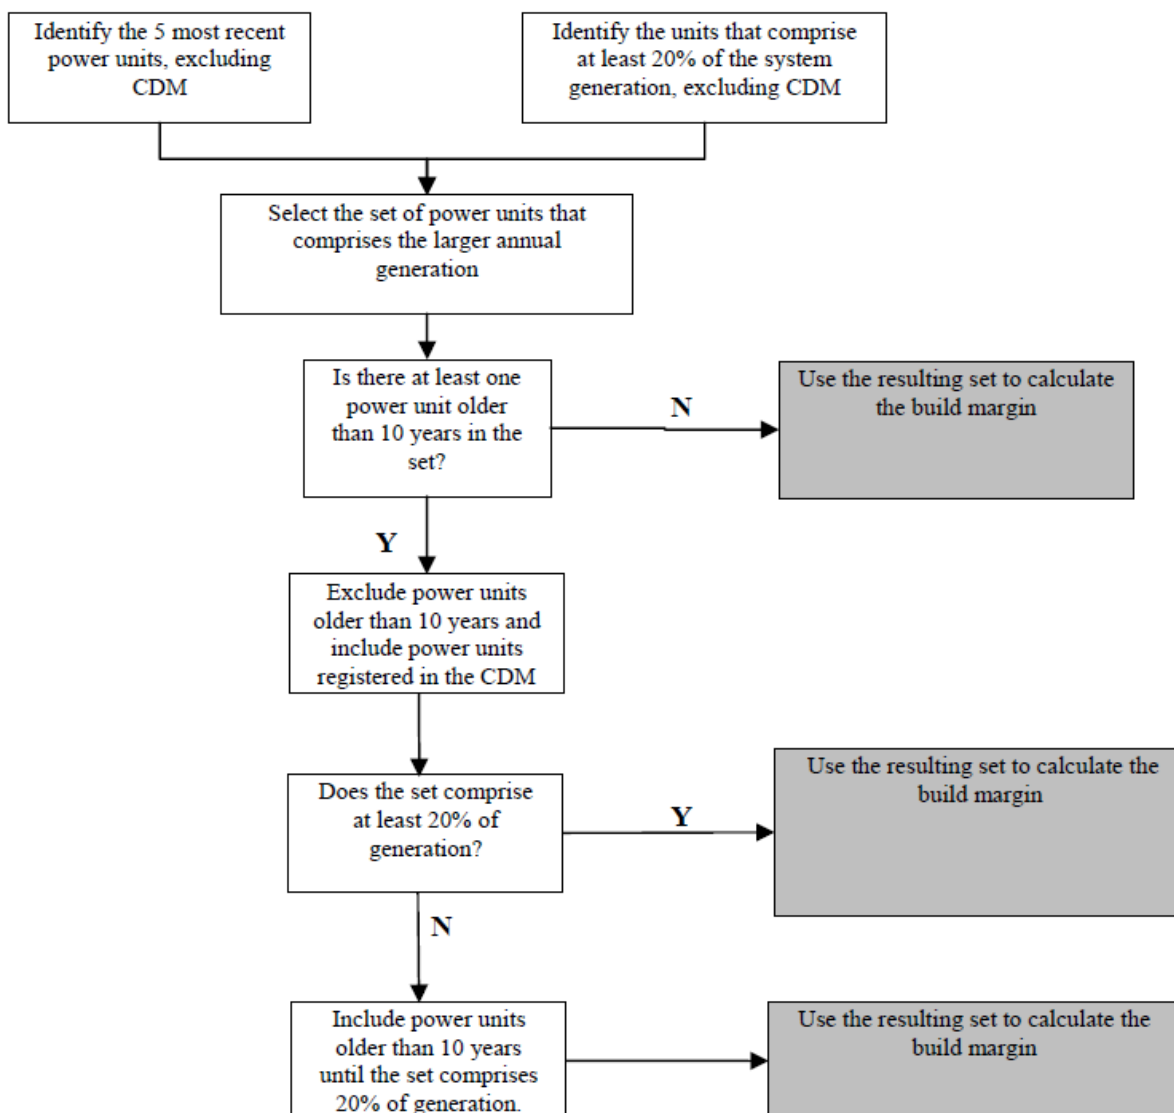 Identify the 5 most recent
power units, excluding
CDM
Identify the units that comprise
at least 20% of the system
generation, excluding CDM
Select the set of power units that
comprises the larger annual
generation
Is there at least one
power unit older
than 10 years in the
set?
N
Use the resulting set to calculate
the build margin
Y
Exclude power units
older than 10 years and
include power units
registered in the CDM
Does the set comprise
at least 20% of
generation?
Y
Use the resulting set to calculate the
build margin
N
Include power units
older than 10 years
until the set comprises
20% of generation.
Use the resulting set to calculate the
build margin